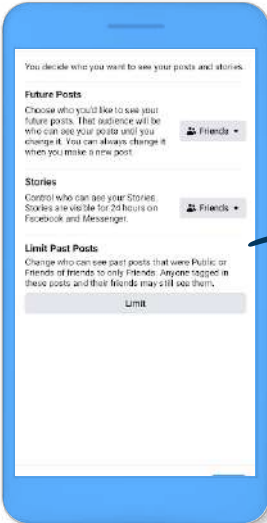 You decide who you want to see your posts and stories.
Future Posts
Choose who you'd like to see your
future posts. That audience will be
who can see your posts until you
change it. You can always change it
when you make a new post.
Friends
Stories
Control who can see your Stories.
Stories are visible for 24 hours on
Facebook and Messenger.
Friends
Limit Past Posts
Change who can see past posts that were Public or
Friends of friends to only Friends. Anyone tagged in
these posts and their friends may still see them.
Limit